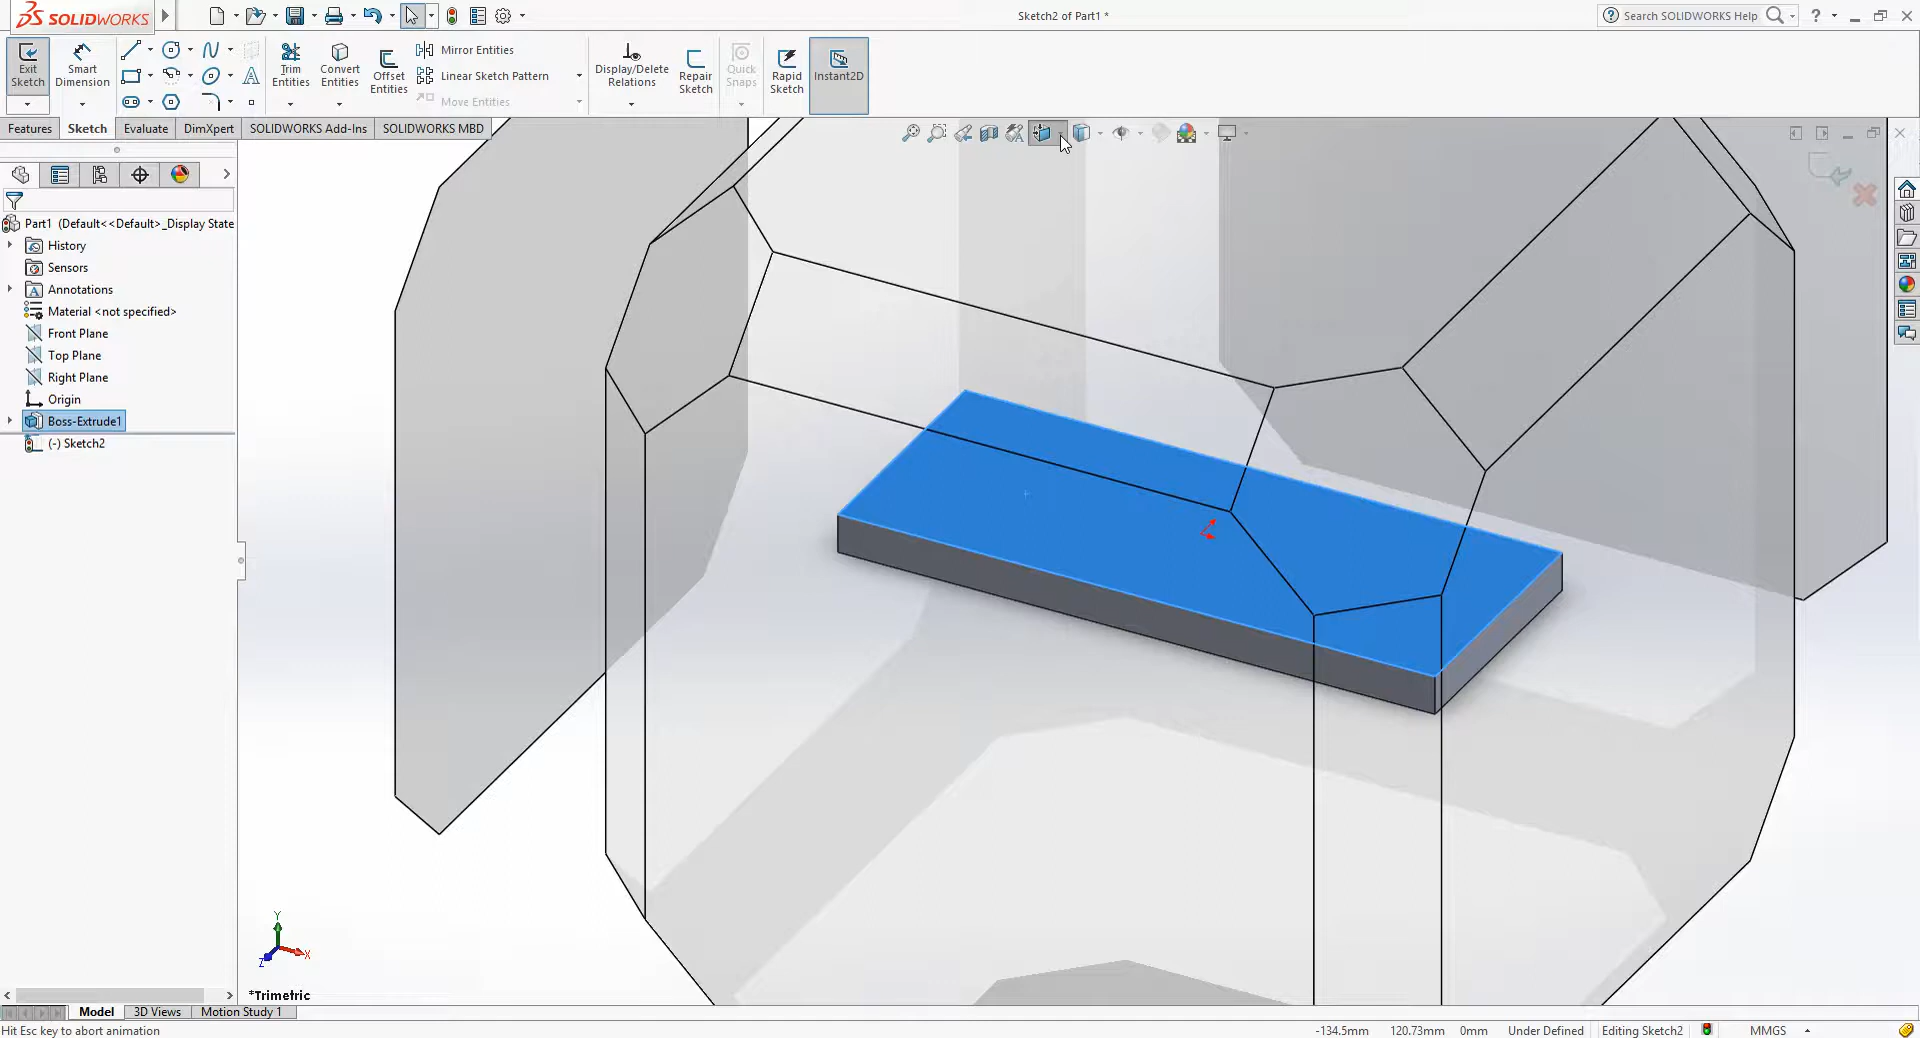 SOLIDWORKS
Sketch2 of Part1 *
Search SOLIDWORKS Help
Exit Sketch
Smart Dimension
Trim Entities
Convert Entities
Offset Entities
Mirror Entities
Linear Sketch Pattern
Move Entities
Display/Delete Relations
Repair Sketch
Quick Snaps
Rapid Sketch
Instant2D
Features
Sketch
Evaluate
DimXpert
SOLIDWORKS Add-Ins
SOLIDWORKS MBD
Part1 (Default<<Default>_Display State
History
Sensors
Annotations
Material <not specified>
Front Plane
Top Plane
Right Plane
Origin
Boss-Extrude1
(-) Sketch2
Y
X
Z
*Trimetric
Model
3D Views
Motion Study 1
Hit Esc key to abort animation
-134.5mm
120.73mm
0mm
Under Defined
Editing Sketch2
MMGS